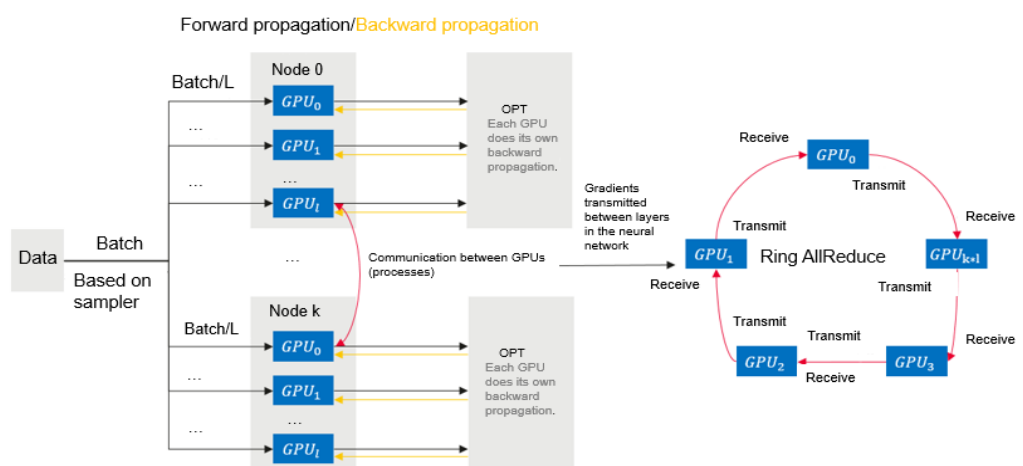 Forward propagation/Backward propagation
Data
Batch
Based on
sampler
Batch/L
...
...
Node 0
GPU₀
GPU₁
...
GPUₗ
OPT
Each GPU
does its own
backward
propagation.
...
Communication between GPUs
(processes)
Batch/L
...
...
Node k
GPU₀
GPU₁
...
GPUₗ
OPT
Each GPU
does its own
backward
propagation.
Gradients
transmitted
between layers
in the neural
network
Ring AllReduce
Receive
GPU₀
Transmit
Receive
GPUₖ∗ₗ
Transmit
Receive
GPU₃
Transmit
Receive
GPU₂
Transmit
Receive
GPU₁
Transmit